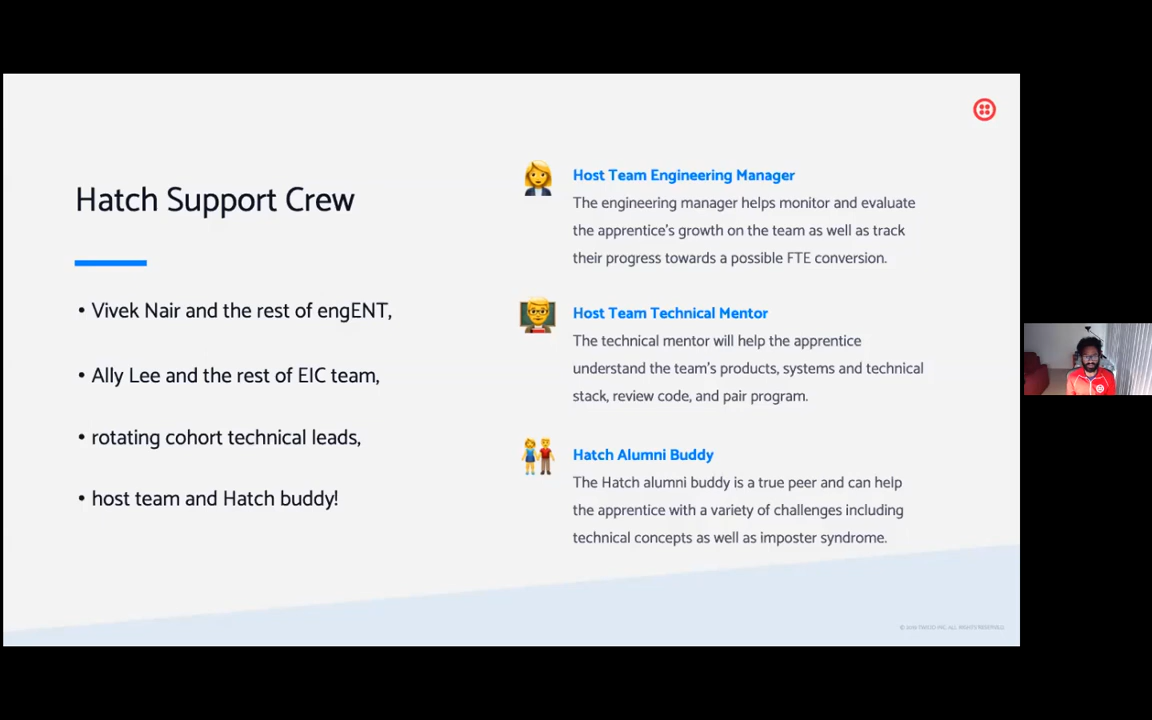 Hatch Support Crew
• Vivek Nair and the rest of engENT,
• Ally Lee and the rest of EIC team,
• rotating cohort technical leads,
• host team and Hatch buddy!
Host Team Engineering Manager
The engineering manager helps monitor and evaluate
the apprentice's growth on the team as well as track
their progress towards a possible FTE conversion.
Host Team Technical Mentor
The technical mentor will help the apprentice
understand the team's products, systems and technical
stack, review code, and pair program.
Hatch Alumni Buddy
The Hatch alumni buddy is a true peer and can help
the apprentice with a variety of challenges including
technical concepts as well as imposter syndrome.
TWILIO INC. ALL RIGHTS RESERVED.